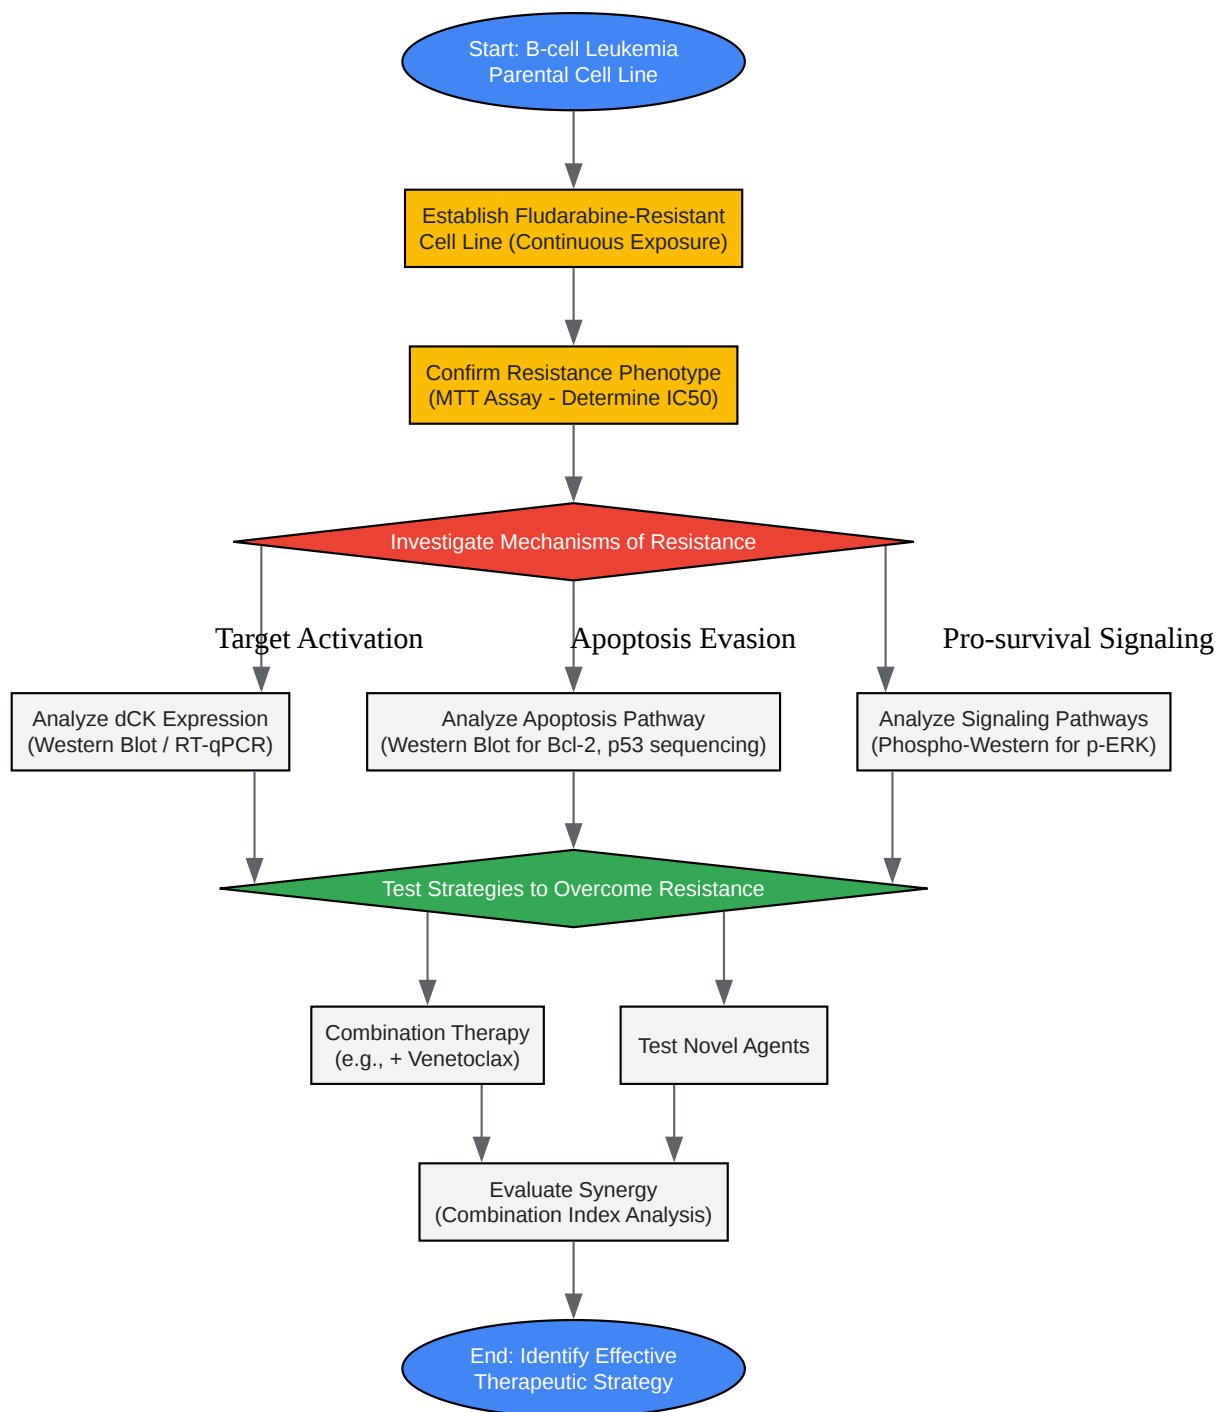 Start: B-cell Leukemia
Parental Cell Line
Establish Fludarabine-Resistant
Cell Line (Continuous Exposure)
Confirm Resistance Phenotype
(MTT Assay - Determine IC50)
Investigate Mechanisms of Resistance
Target Activation
Apoptosis Evasion
Pro-survival Signaling
Analyze dCK Expression
(Western Blot / RT-qPCR)
Analyze Apoptosis Pathway
(Western Blot for Bcl-2, p53 sequencing)
Analyze Signaling Pathways
(Phospho-Western for p-ERK)
Test Strategies to Overcome Resistance
Combination Therapy
(e.g., + Venetoclax)
Test Novel Agents
Evaluate Synergy
(Combination Index Analysis)
End: Identify Effective
Therapeutic Strategy